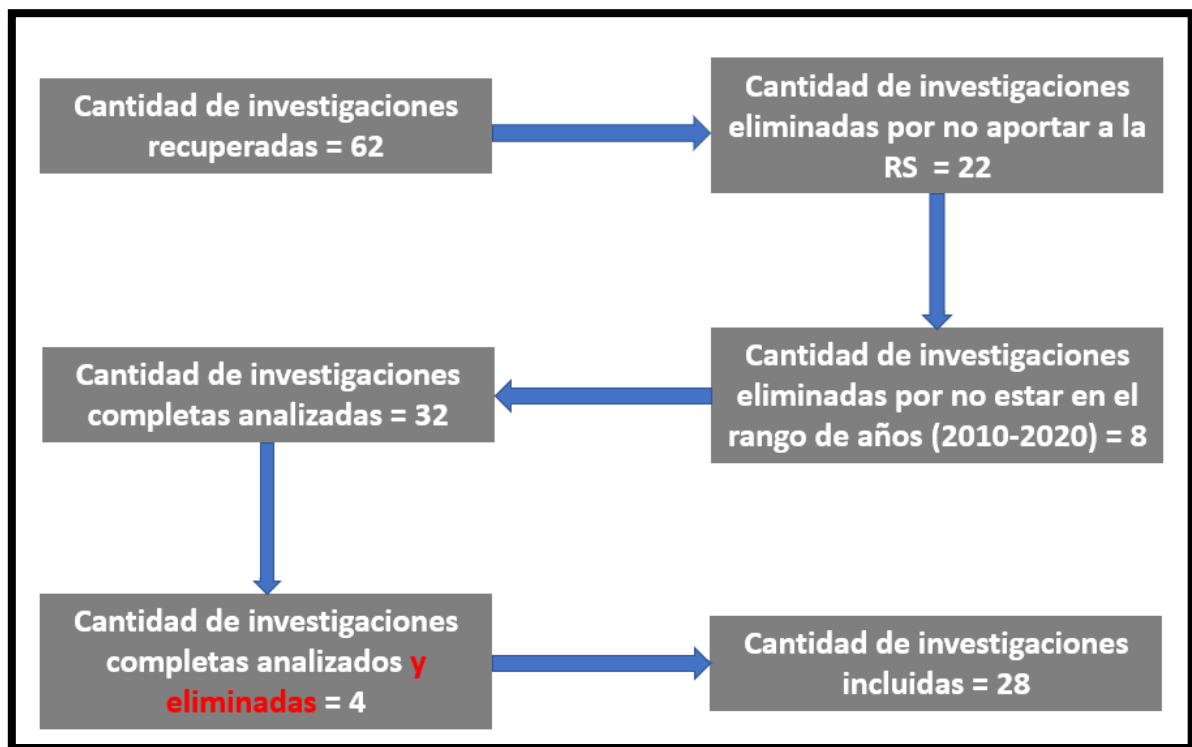 Cantidad de investigaciones
recuperadas = 62
Cantidad de investigaciones
eliminadas por no aportar a la
RS = 22
Cantidad de investigaciones
eliminadas por no estar en el
rango de años (2010-2020) = 8
Cantidad de investigaciones
completas analizadas = 32
Cantidad de investigaciones
completas analizados y
eliminadas = 4
Cantidad de investigaciones
incluidas = 28